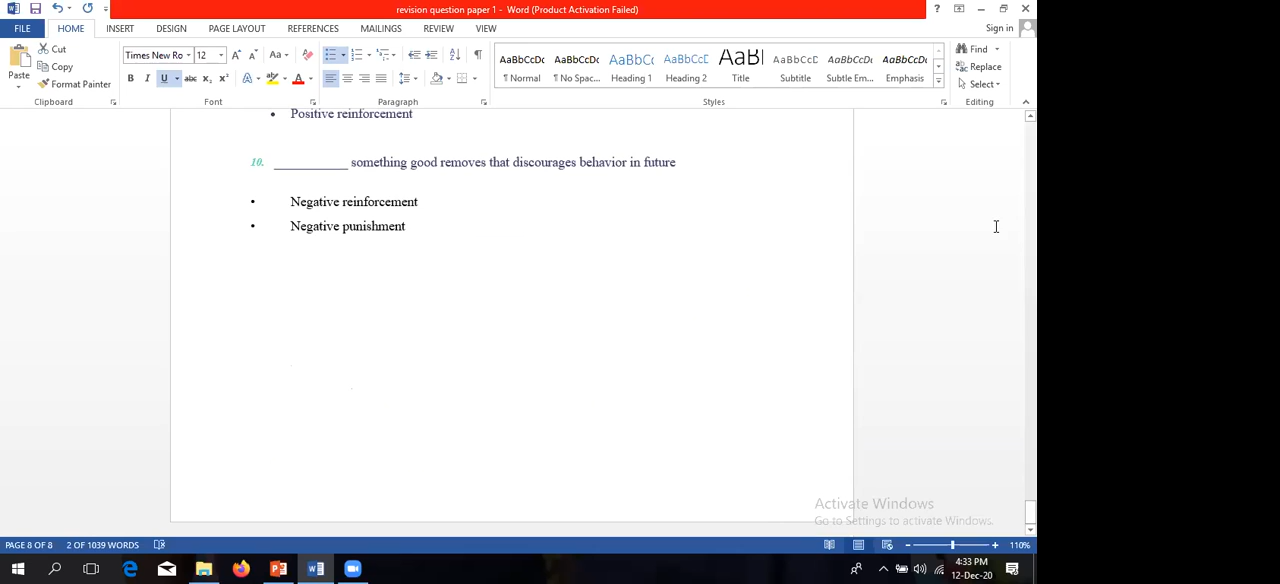 revision question paper 1 - Word (Product Activation Failed)
Sign in
FILE HOME INSERT DESIGN PAGE LAYOUT REFERENCES MAILINGS REVIEW VIEW
Cut
Copy
Format Painter
Paste
Clipboard
Times New Ro 12
Font
Paragraph
AaBbCcDc AaBbCcDc AaBbCc AaBbCcC AaBl AaBbCcD AaBbCcDc AaBbCcDc
¶ Normal ¶ No Spac... Heading 1 Heading 2 Title Subtitle Subtle Em... Emphasis
Styles
Find
Replace
Select
Editing
• Positive reinforcement
10. ___________ something good removes that discourages behavior in future
• Negative reinforcement
• Negative punishment
Activate Windows
Go to Settings to activate Windows.
PAGE 8 OF 8 2 OF 1039 WORDS 110%
4:33 PM
12-Dec-20